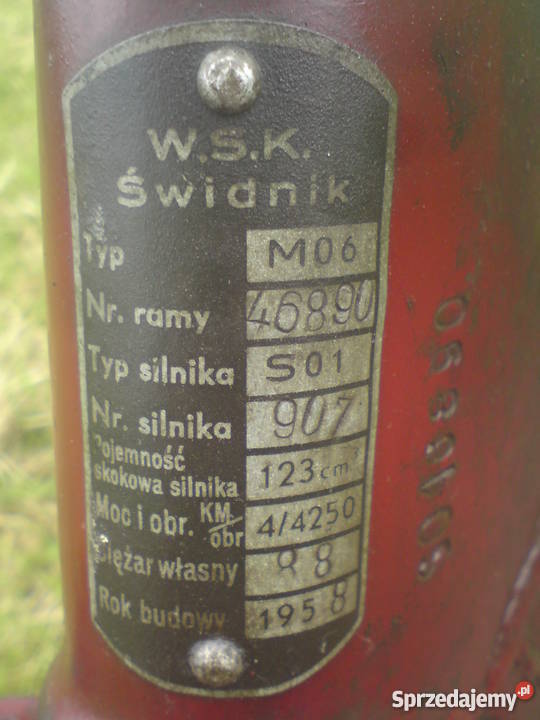 W.S.K.
Świdnik
Typ M06
Nr. ramy 46890
Typ silnika S01
Nr. silnika 907
Pojemność
skokowa silnika 123cm³
Moc i obr. KM/obr 4/4250
Ciężar własny 88
Rok budowy 1958
Sprzedajemy.pl